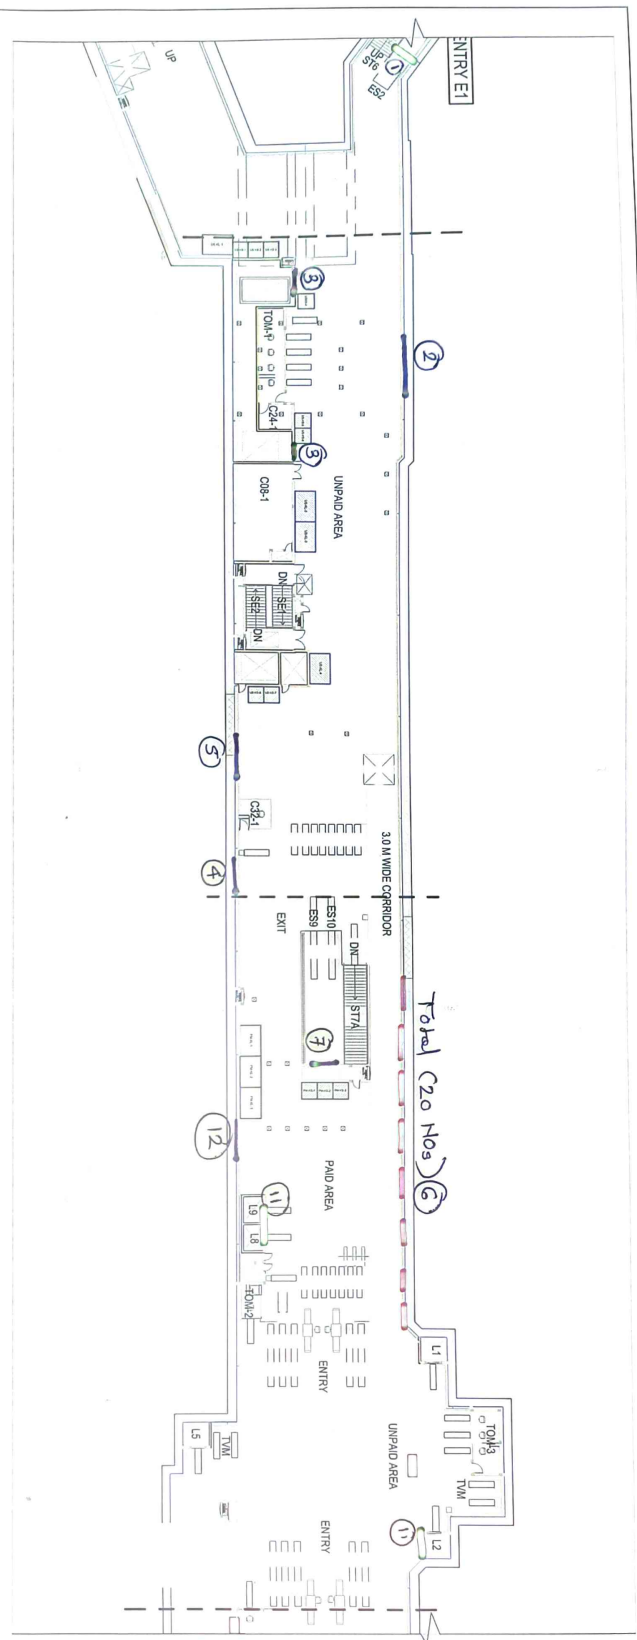 ENTRY E1
UP
ST6
ES2
1
UP
3
2
TOM-1
C24-1
3
UNPAID AREA
C08-1
DN
SE1
SE2
DN
5
C32-1
3.0 M WIDE CORRIDOR
4
EXIT
ES10
ES9
DN
ST7A
7
Total (20 NOs) 6
12
PAID AREA
11
L9
L8
TOM-2
ENTRY
L1
UNPAID AREA
TOM-3
TVM
L5
TVM
ENTRY
11
L2